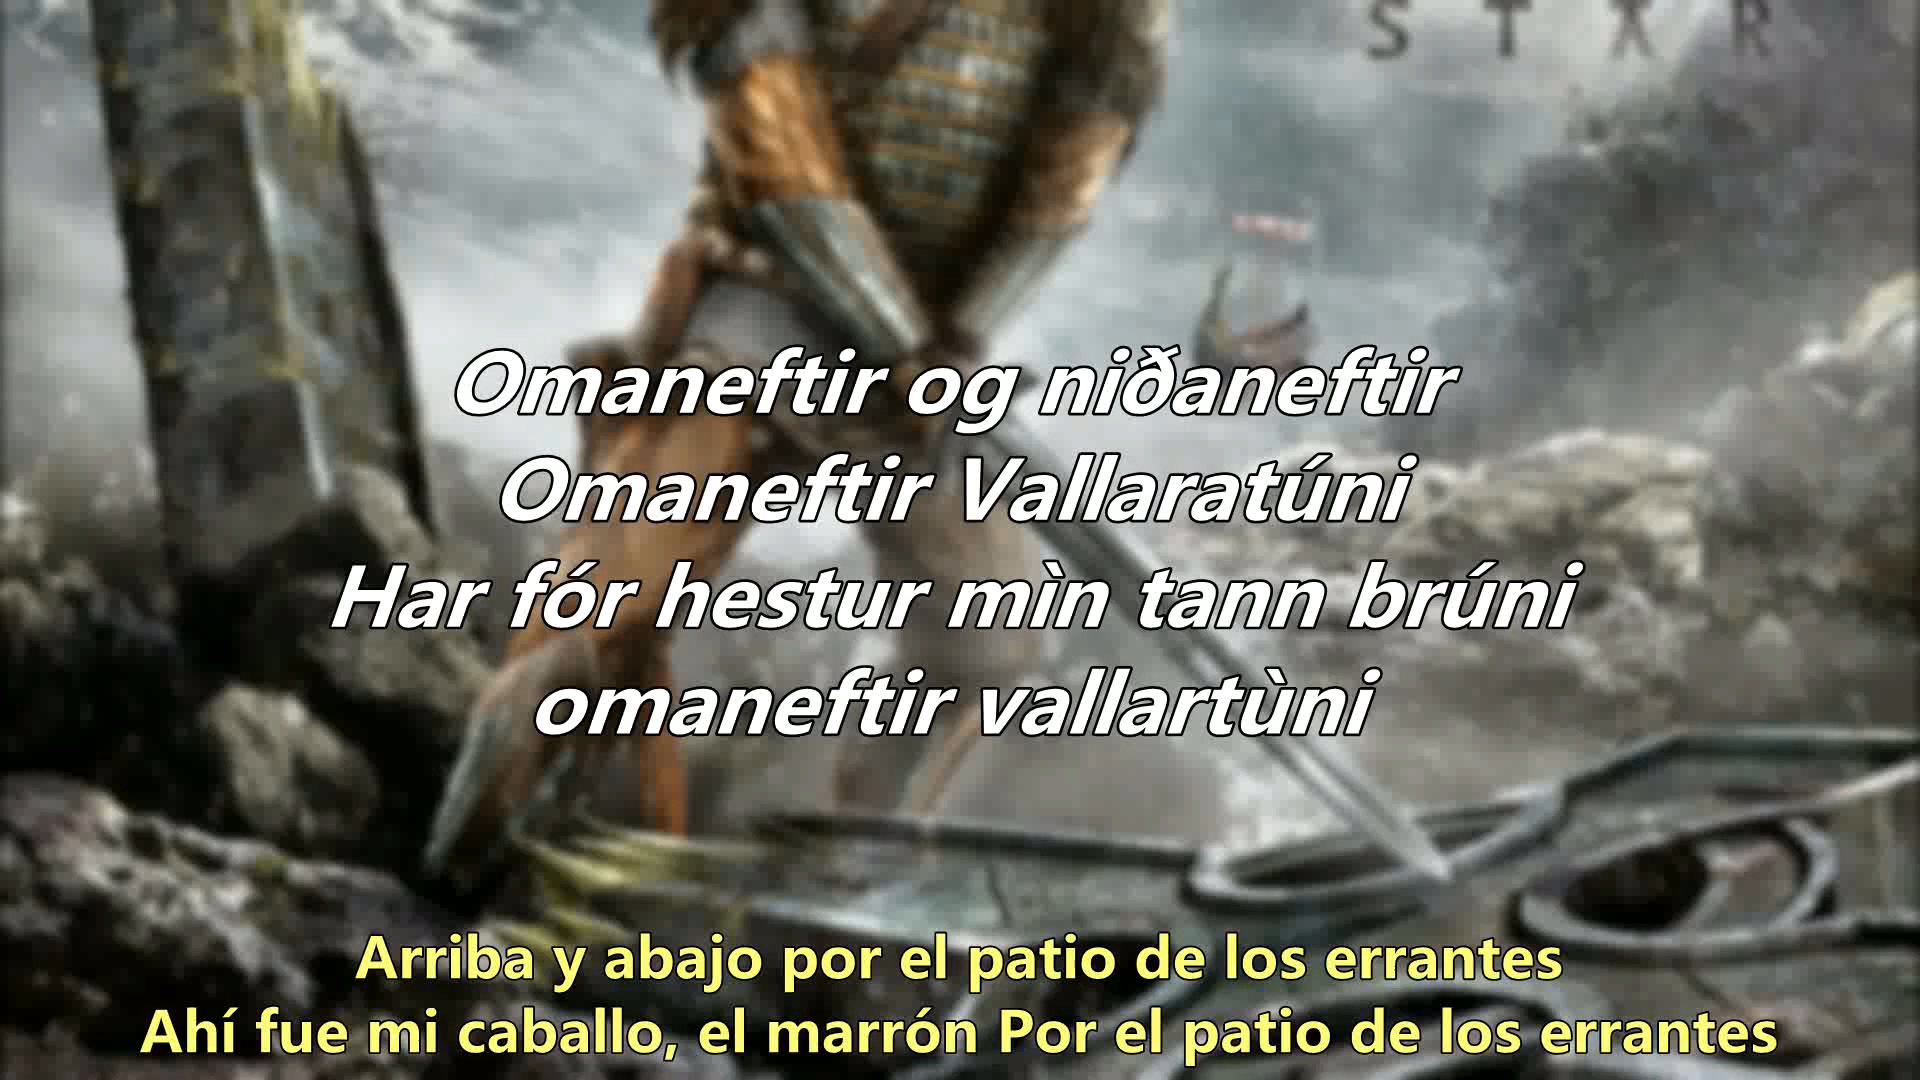 STXR
Omaneftir og niðaneftir
Omaneftir Vallaratúni
Har fór hestur mìn tann brúni
omaneftir vallartùni
Arriba y abajo por el patio de los errantes
Ahí fue mi caballo, el marrón Por el patio de los errantes